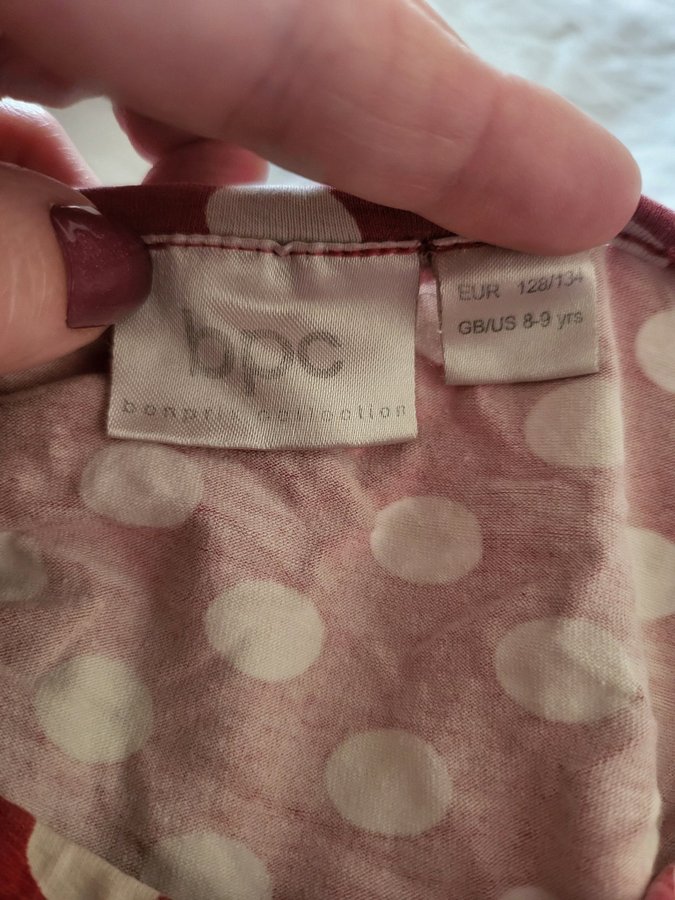 bpc
bonprix collection
EUR 128/134
GB/US 8-9 yrs